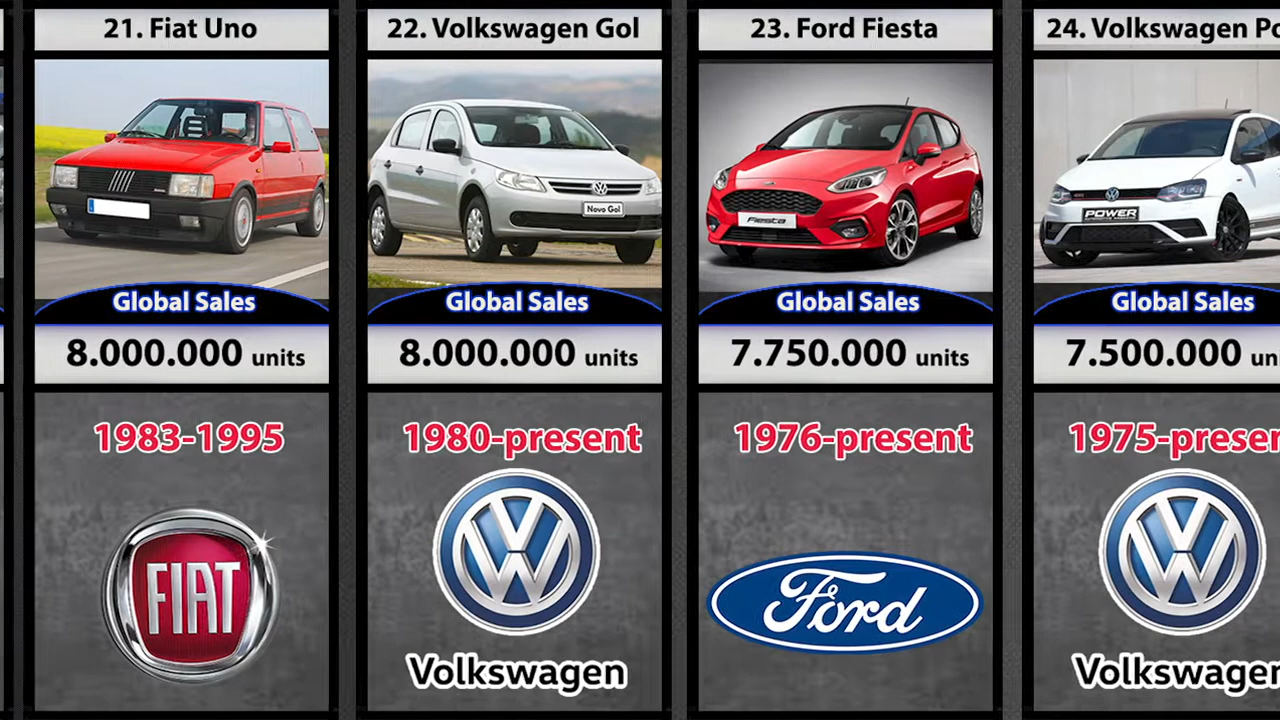 21. Fiat Uno
Global Sales
8.000.000 units
1983-1995
FIAT
22. Volkswagen Gol
Novo Gol
Global Sales
8.000.000 units
1980-present
Volkswagen
23. Ford Fiesta
Fiesta
Global Sales
7.750.000 units
1976-present
Ford
24. Volkswagen Po
POWER
Global Sales
7.500.000 un
1975-presen
Volkswagen